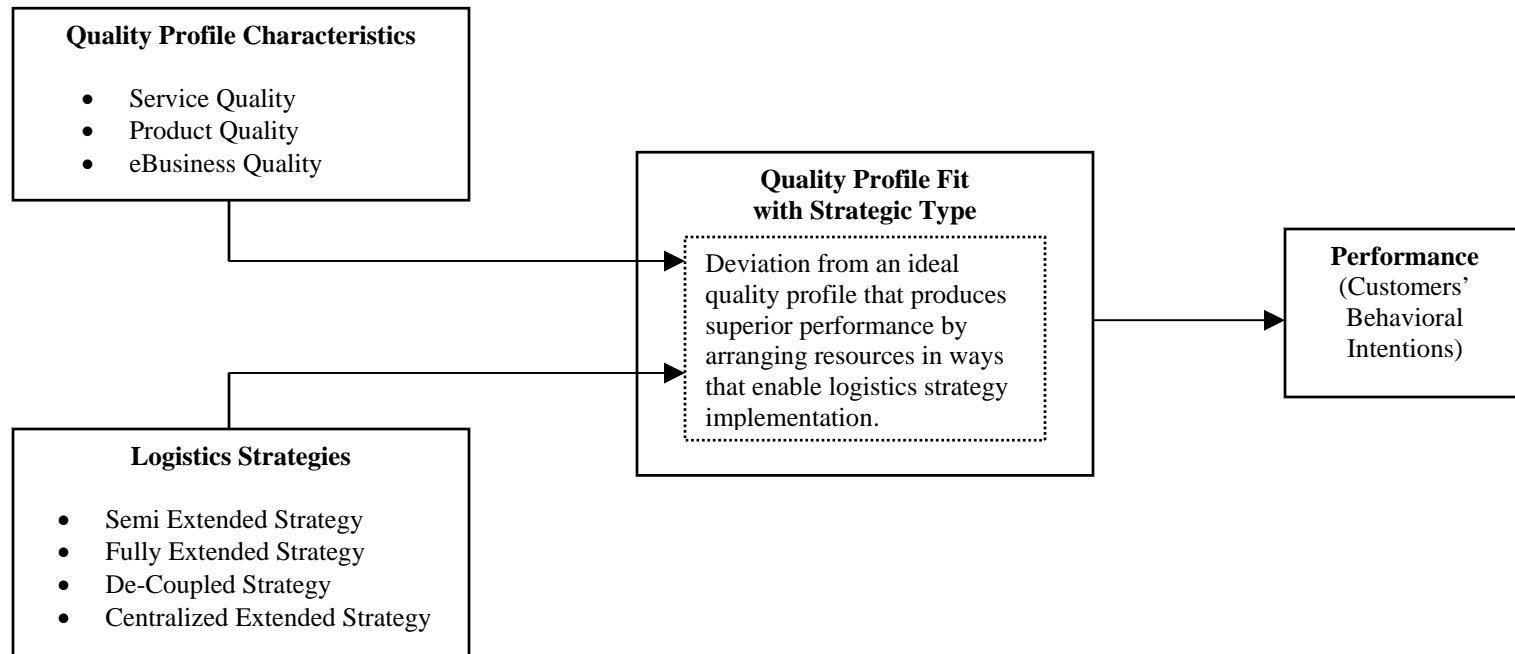 Quality Profile Characteristics
• Service Quality
• Product Quality
• eBusiness Quality
Quality Profile Fit
with Strategic Type
Deviation from an ideal
quality profile that produces
superior performance by
arranging resources in ways
that enable logistics strategy
implementation.
Performance
(Customers’
Behavioral
Intentions)
Logistics Strategies
• Semi Extended Strategy
• Fully Extended Strategy
• De-Coupled Strategy
• Centralized Extended Strategy